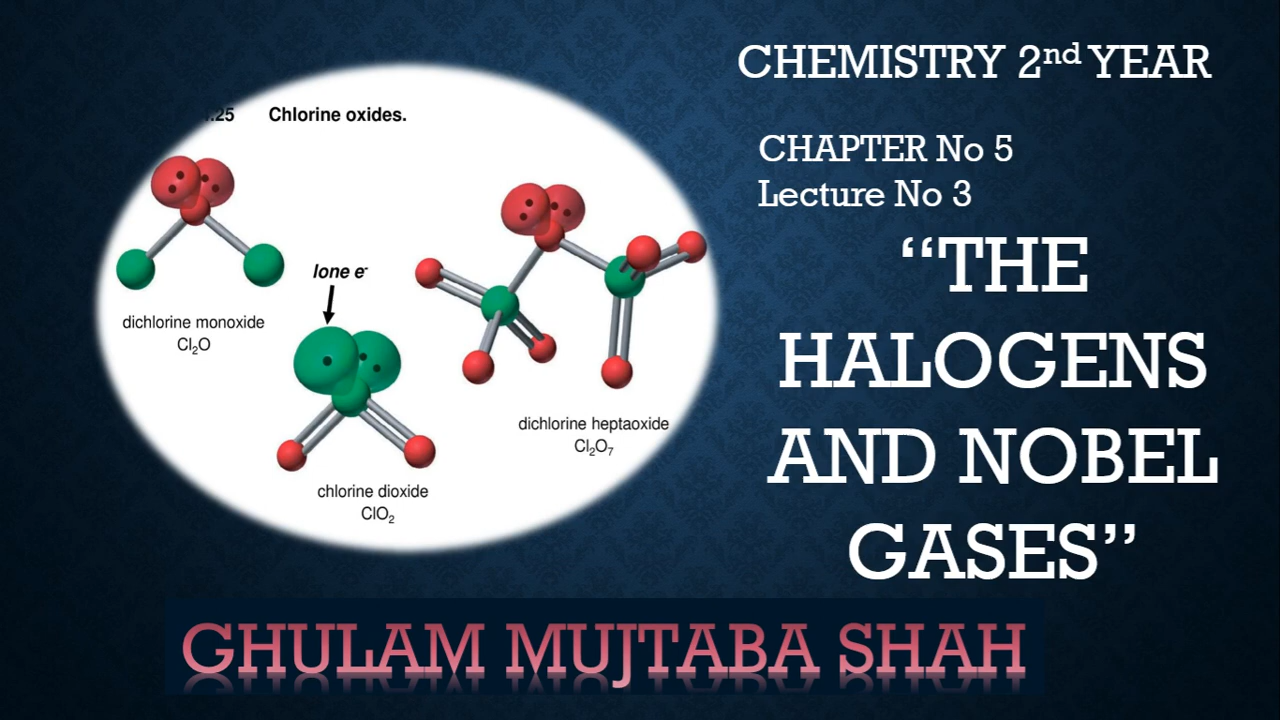 .25 Chlorine oxides.
dichlorine monoxide
Cl₂O
lone e⁻
chlorine dioxide
ClO₂
dichlorine heptaoxide
Cl₂O₇
CHEMISTRY 2ⁿᵈ YEAR
CHAPTER No 5
Lecture No 3
“THE
HALOGENS
AND NOBEL
GASES”
GHULAM MUJTABA SHAH